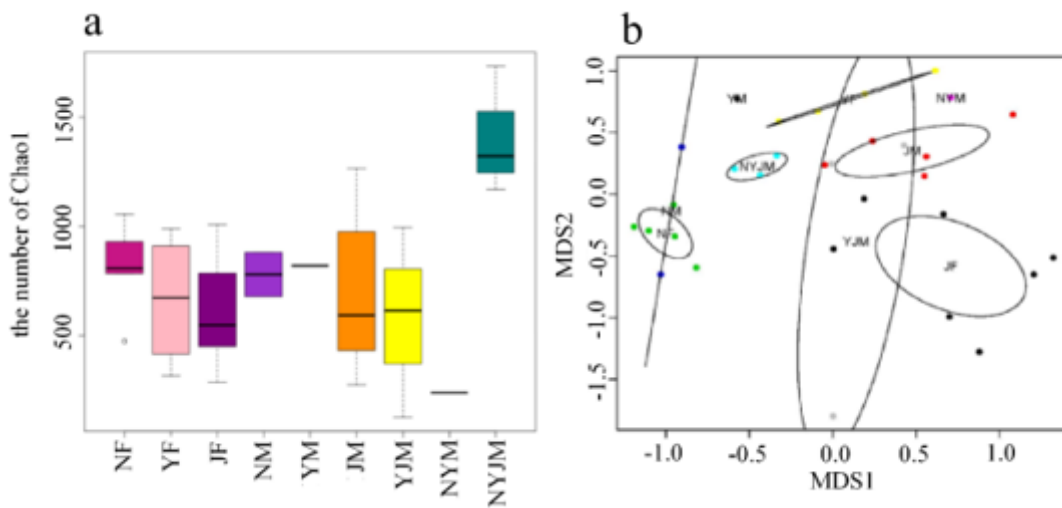 a
the number of Chao1
1500
1000
500
NF
YF
JF
NM
YM
JM
YJM
NYM
NYJM
b
MDS2
1.0
0.5
0.0
-0.5
-1.0
-1.5
YM
YF
NYM
JM
NYJM
NM
NF
YJM
JF
-1.0
-0.5
0.0
0.5
1.0
MDS1